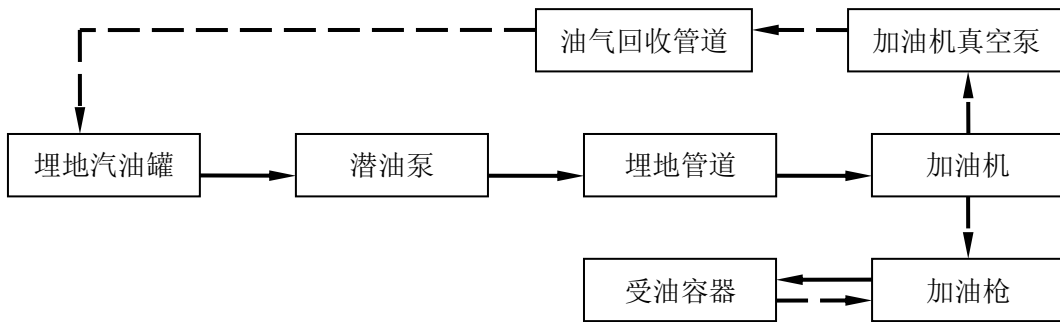 油气回收管道
加油机真空泵
埋地汽油罐
潜油泵
埋地管道
加油机
受油容器
加油枪